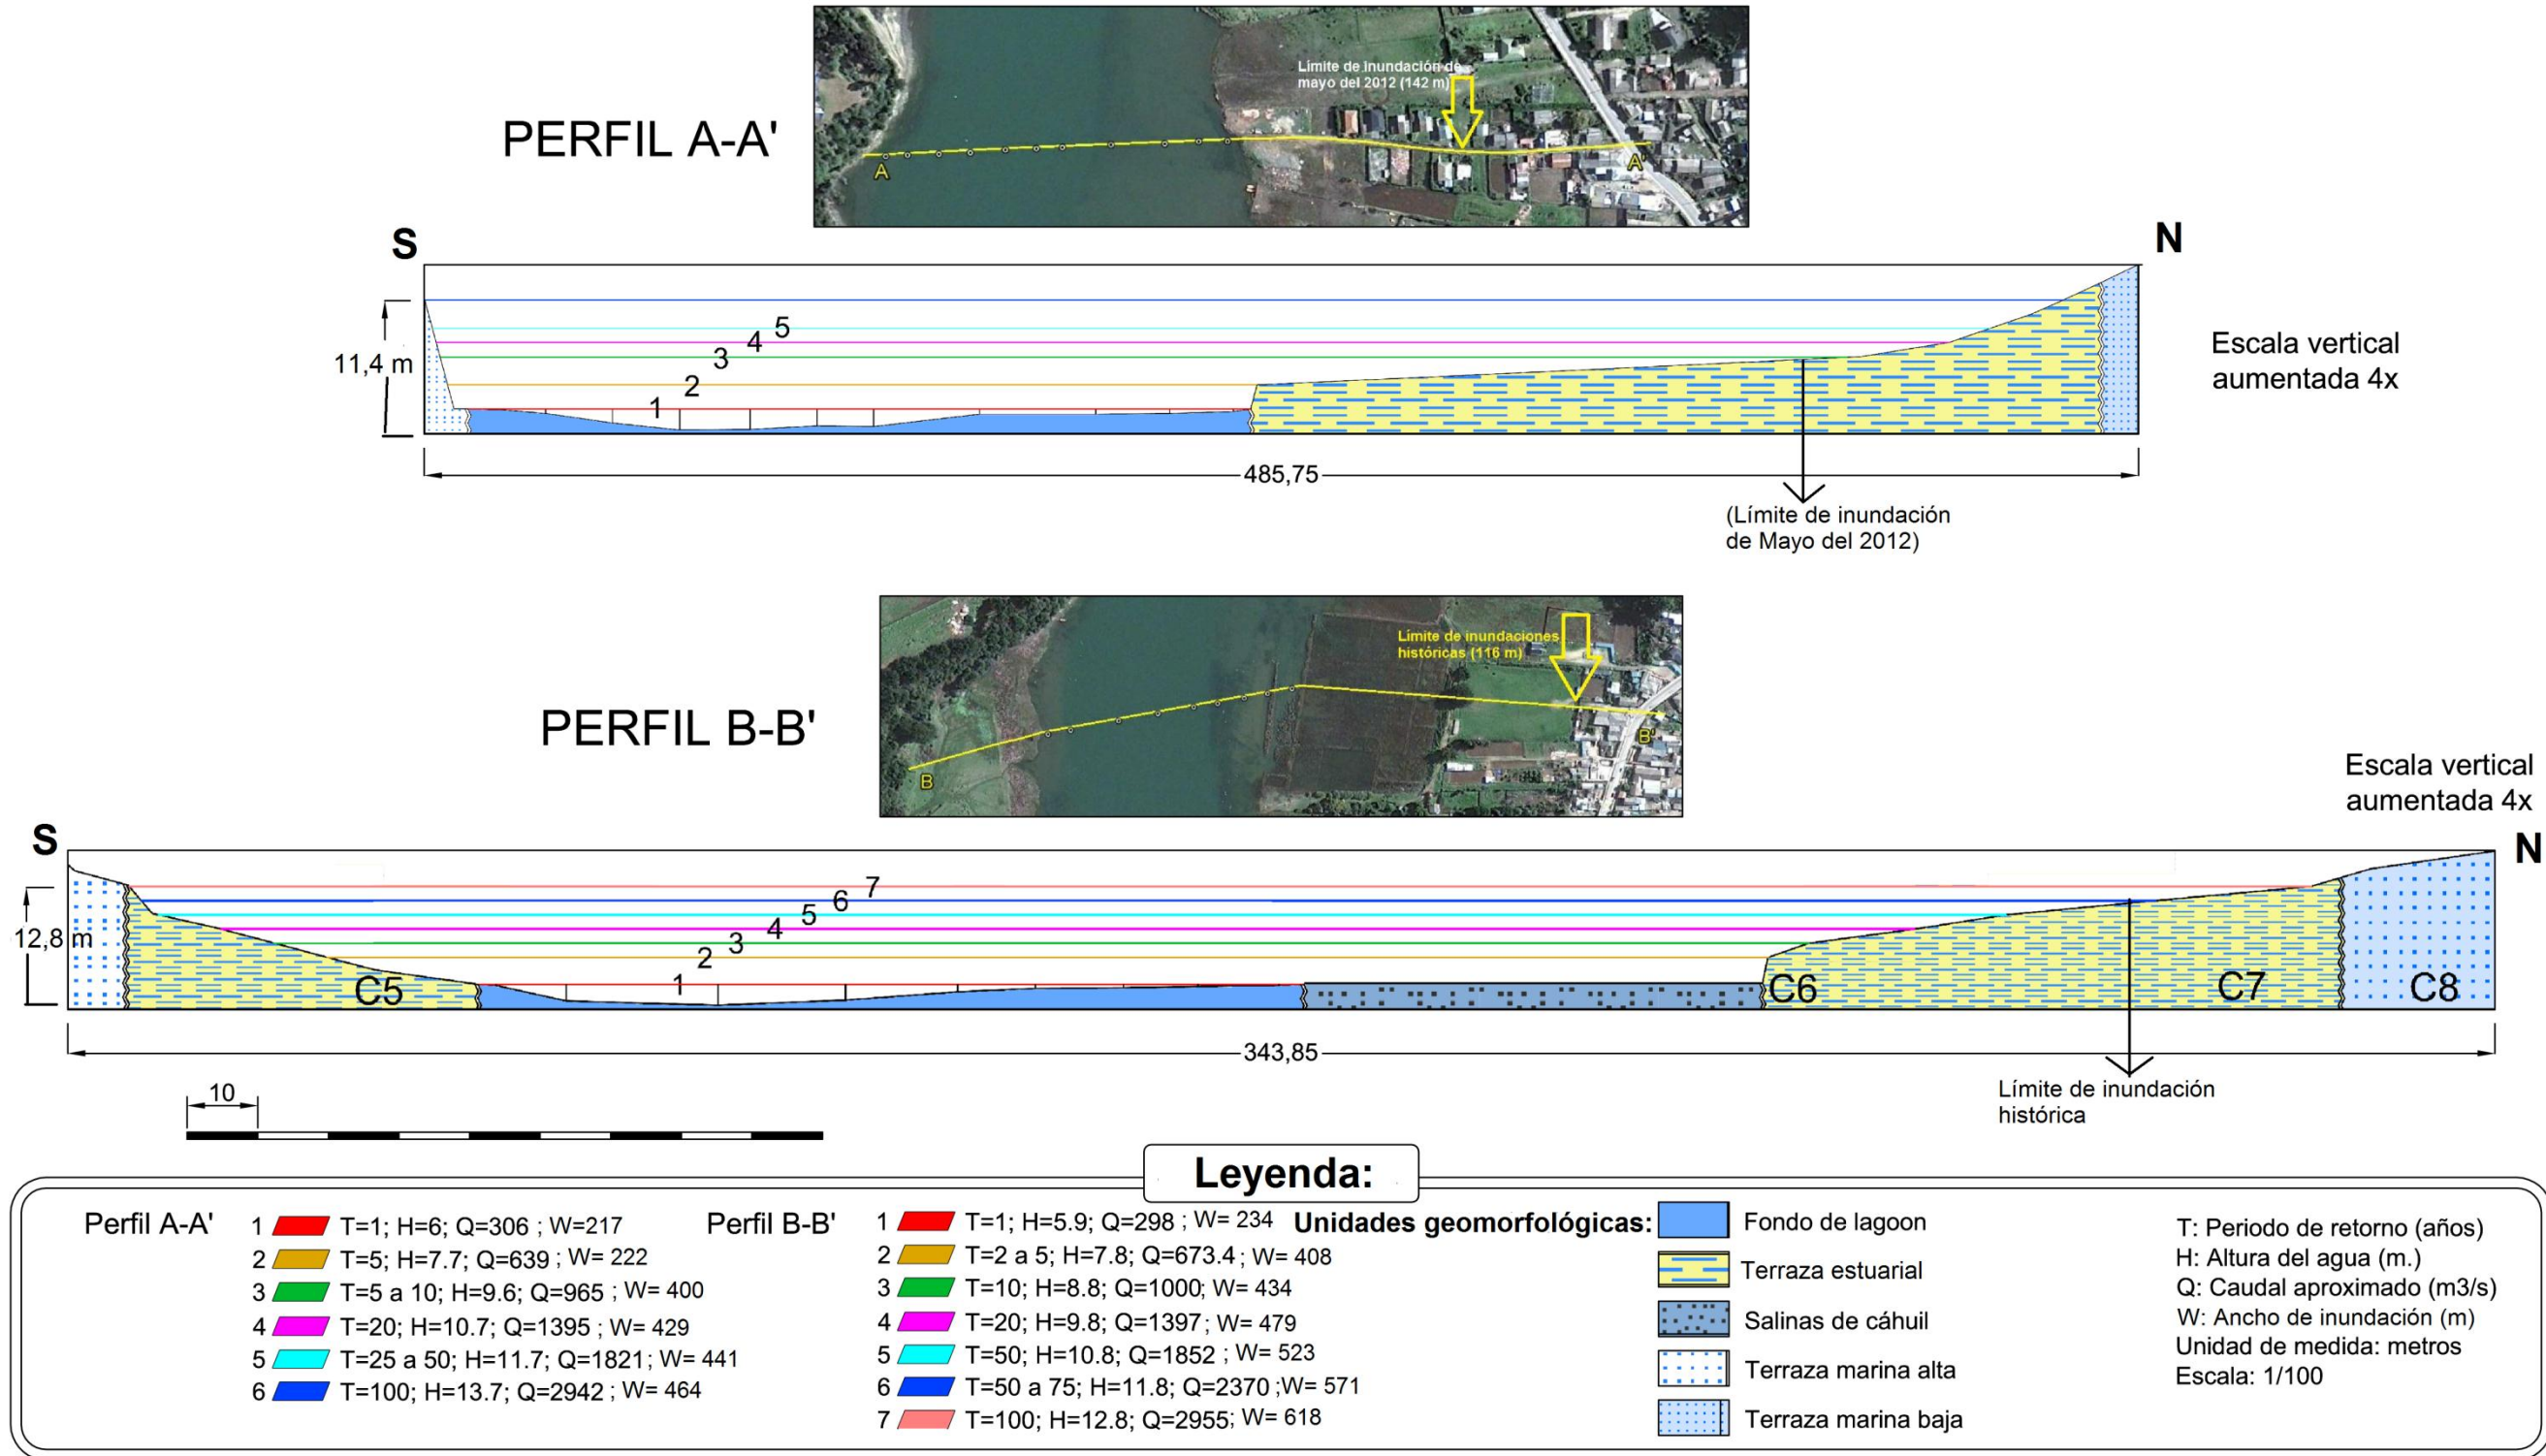 PERFIL A-A'
Límite de inundación de
mayo del 2012 (142 m)
A
A'
S
N
5
4
3
2
1
11,4 m
Escala vertical
aumentada 4x
485,75
(Límite de inundación
de Mayo del 2012)
PERFIL B-B'
Límite de inundaciones
históricas (116 m)
B
B'
Escala vertical
aumentada 4x
S
N
7
6
5
4
3
2
1
12,8 m
C5
C6
C7
C8
343,85
Límite de inundación
histórica
10
Leyenda:
Perfil A-A'
1 T=1; H=6; Q=306 ; W=217
2 T=5; H=7.7; Q=639 ; W= 222
3 T=5 a 10; H=9.6; Q=965 ; W= 400
4 T=20; H=10.7; Q=1395 ; W= 429
5 T=25 a 50; H=11.7; Q=1821; W= 441
6 T=100; H=13.7; Q=2942 ; W= 464
Perfil B-B'
1 T=1; H=5.9; Q=298 ; W= 234
2 T=2 a 5; H=7.8; Q=673.4 ; W= 408
3 T=10; H=8.8; Q=1000; W= 434
4 T=20; H=9.8; Q=1397; W= 479
5 T=50; H=10.8; Q=1852 ; W= 523
6 T=50 a 75; H=11.8; Q=2370 ;W= 571
7 T=100; H=12.8; Q=2955; W= 618
Unidades geomorfológicas:
Fondo de lagoon
Terraza estuarial
Salinas de cáhuil
Terraza marina alta
Terraza marina baja
T: Periodo de retorno (años)
H: Altura del agua (m.)
Q: Caudal aproximado (m3/s)
W: Ancho de inundación (m)
Unidad de medida: metros
Escala: 1/100